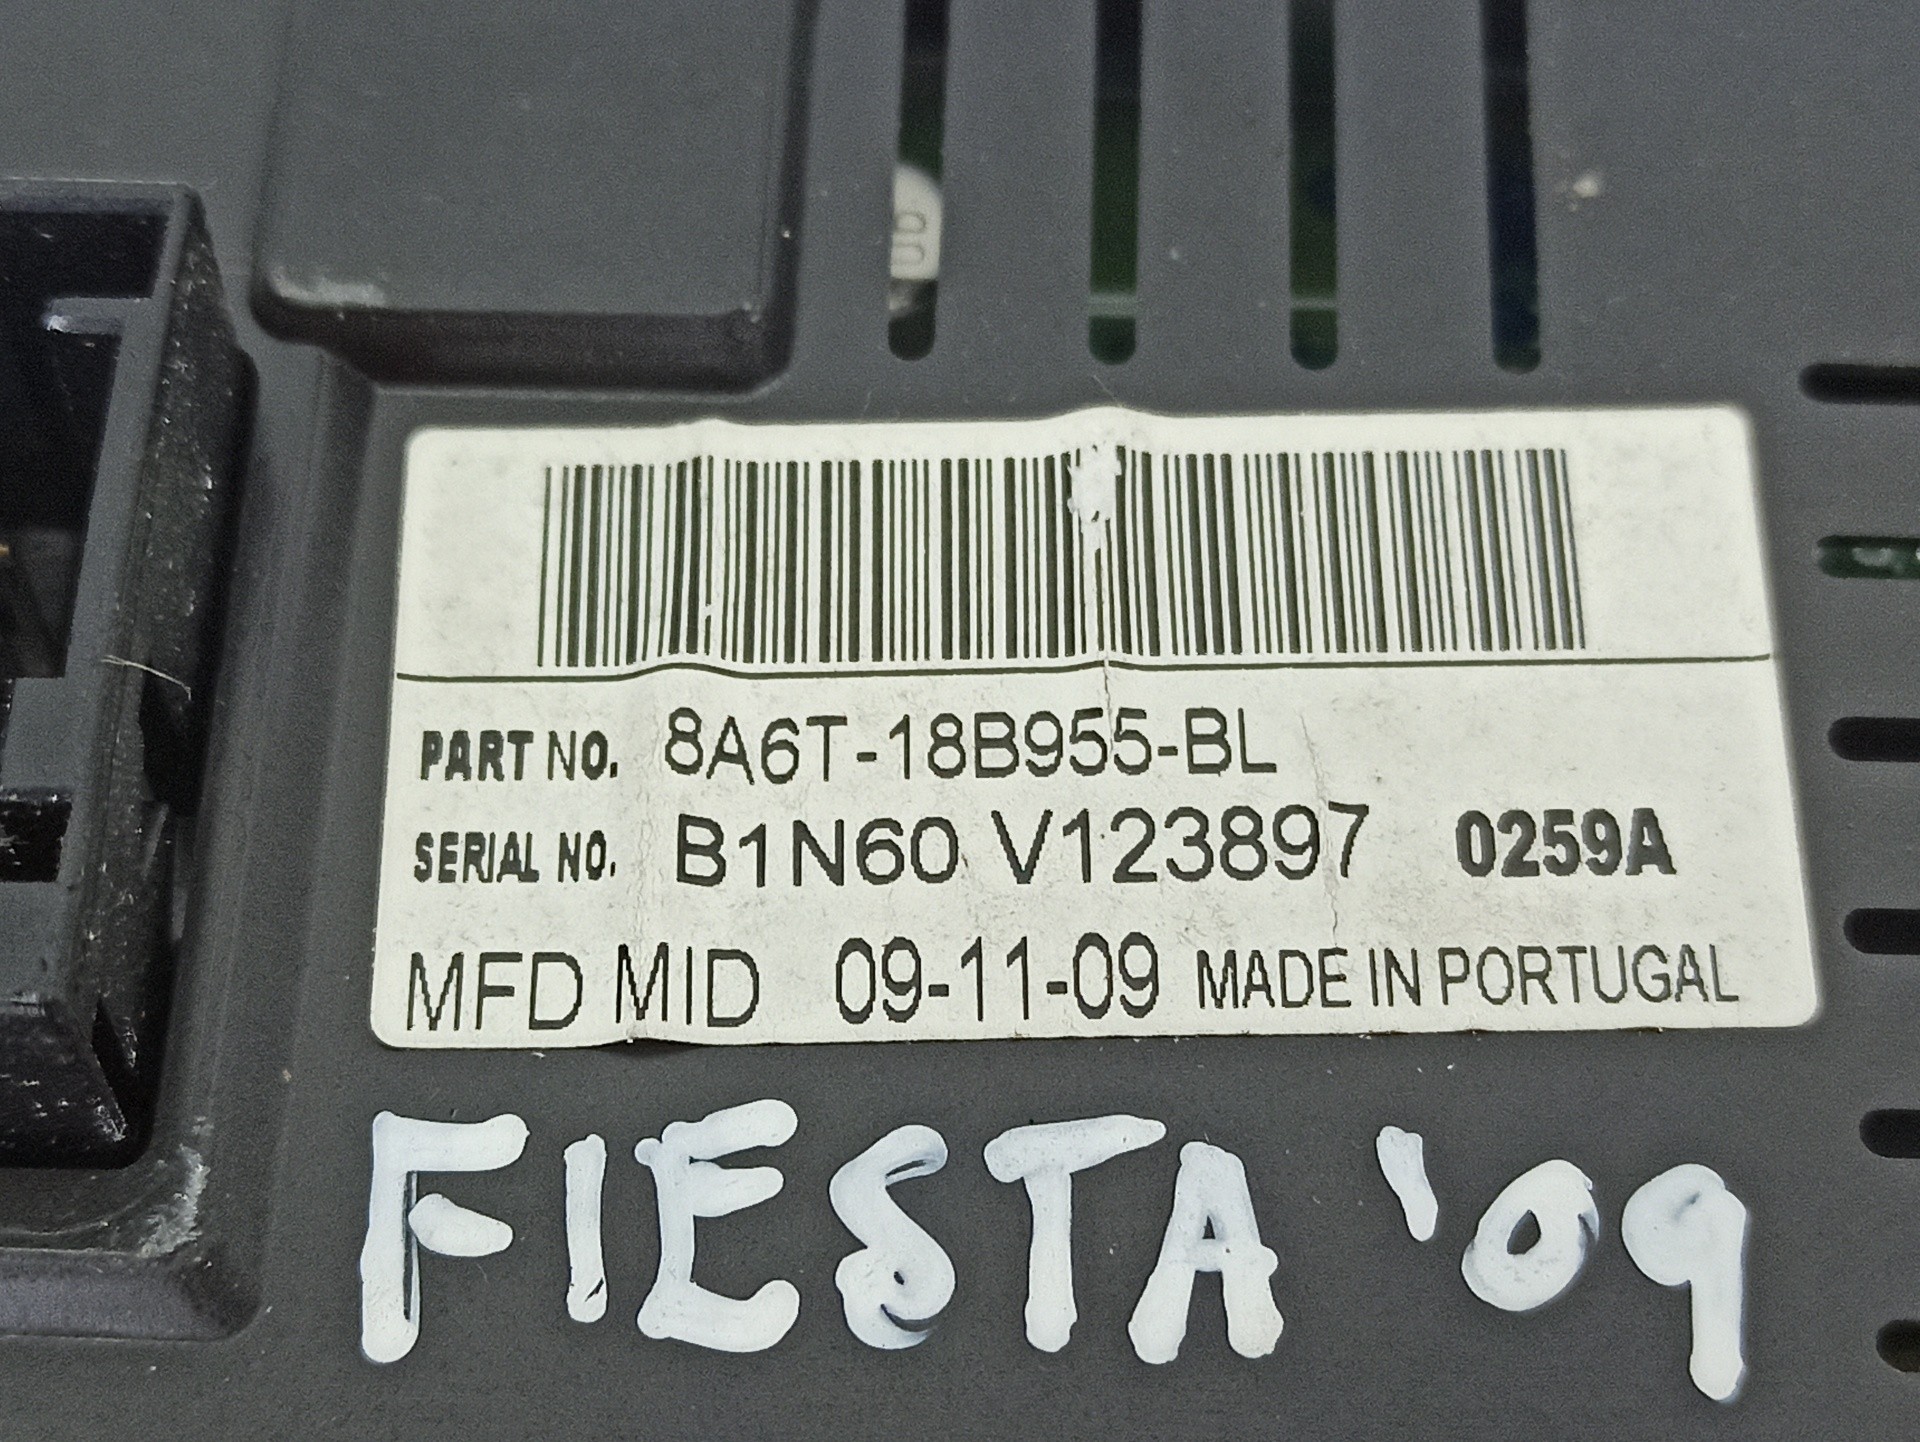 UD
PART NO. 8A6T-18B955-BL
SERIAL NO. B1N60 V123897 0259A
MFD MID 09-11-09 MADE IN PORTUGAL
FIESTA '09